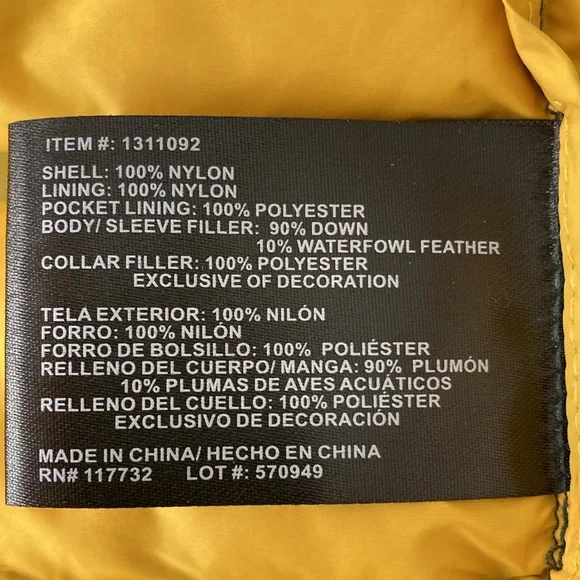 ITEM #: 1311092
SHELL: 100% NYLON
LINING: 100% NYLON
POCKET LINING: 100% POLYESTER
BODY/ SLEEVE FILLER: 90% DOWN
10% WATERFOWL FEATHER
COLLAR FILLER: 100% POLYESTER
EXCLUSIVE OF DECORATION
TELA EXTERIOR: 100% NILÓN
FORRO: 100% NILÓN
FORRO DE BOLSILLO: 100% POLIÉSTER
RELLENO DEL CUERPO/ MANGA: 90% PLUMÓN
10% PLUMAS DE AVES ACUÁTICAS
RELLENO DEL CUELLO: 100% POLIÉSTER
EXCLUSIVO DE DECORACIÓN
MADE IN CHINA/ HECHO EN CHINA
RN# 117732 LOT #: 570949